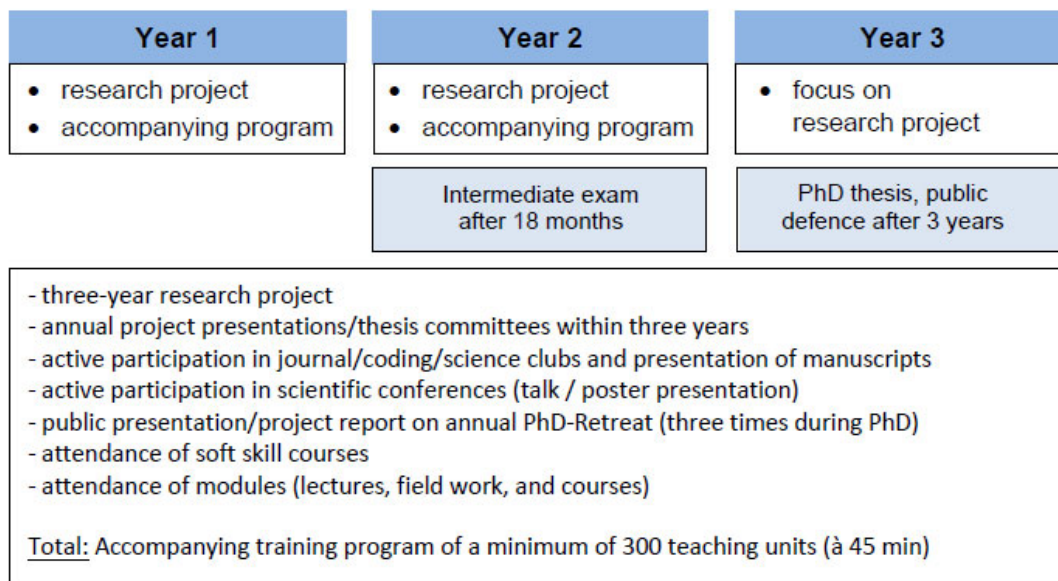 Year 1
• research project
• accompanying program
Year 2
• research project
• accompanying program
Intermediate exam
after 18 months
Year 3
• focus on
research project
PhD thesis, public
defence after 3 years
- three-year research project
- annual project presentations/thesis committees within three years
- active participation in journal/coding/science clubs and presentation of manuscripts
- active participation in scientific conferences (talk / poster presentation)
- public presentation/project report on annual PhD-Retreat (three times during PhD)
- attendance of soft skill courses
- attendance of modules (lectures, field work, and courses)
Total: Accompanying training program of a minimum of 300 teaching units (à 45 min)